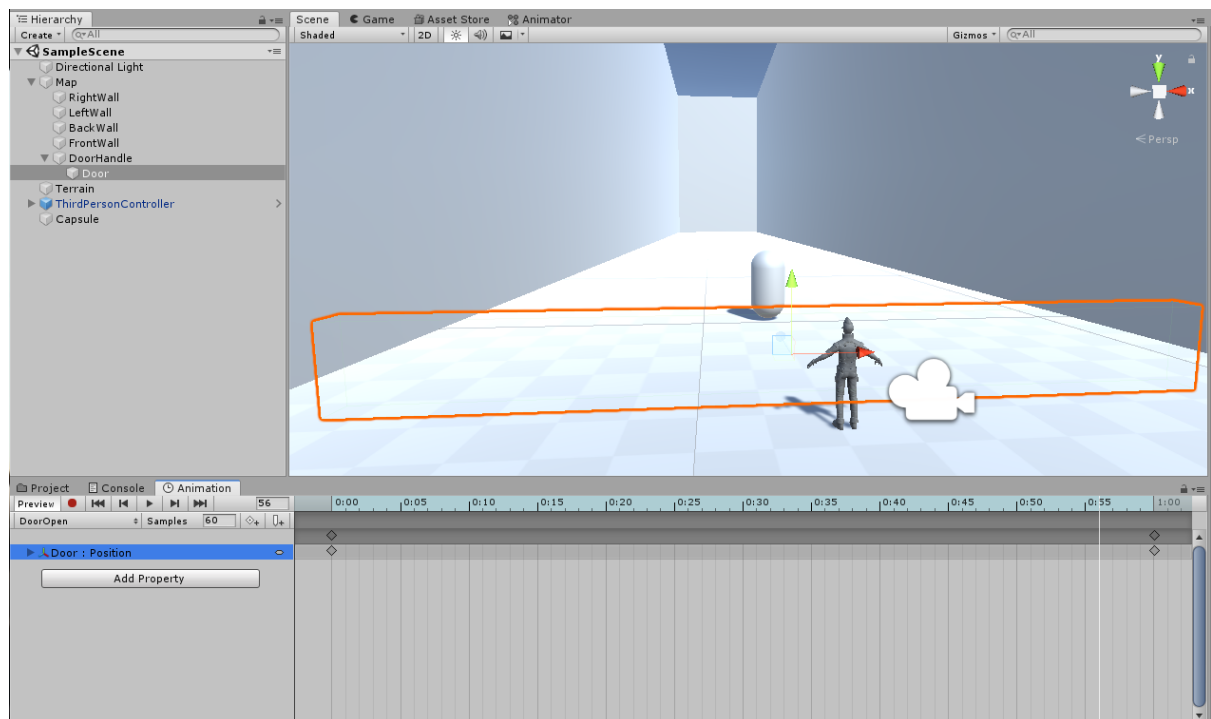 Hierarchy
Create All
SampleScene
Directional Light
Map
RightWall
LeftWall
BackWall
FrontWall
DoorHandle
Door
Terrain
ThirdPersonController
Capsule
Scene Game Asset Store Animator
Shaded 2D Gizmos All
y
x
Persp
Project Console Animation
Preview 56 0:00 0:05 0:10 0:15 0:20 0:25 0:30 0:35 0:40 0:45 0:50 0:55 1:00
DoorOpen Samples 60
Door : Position
Add Property